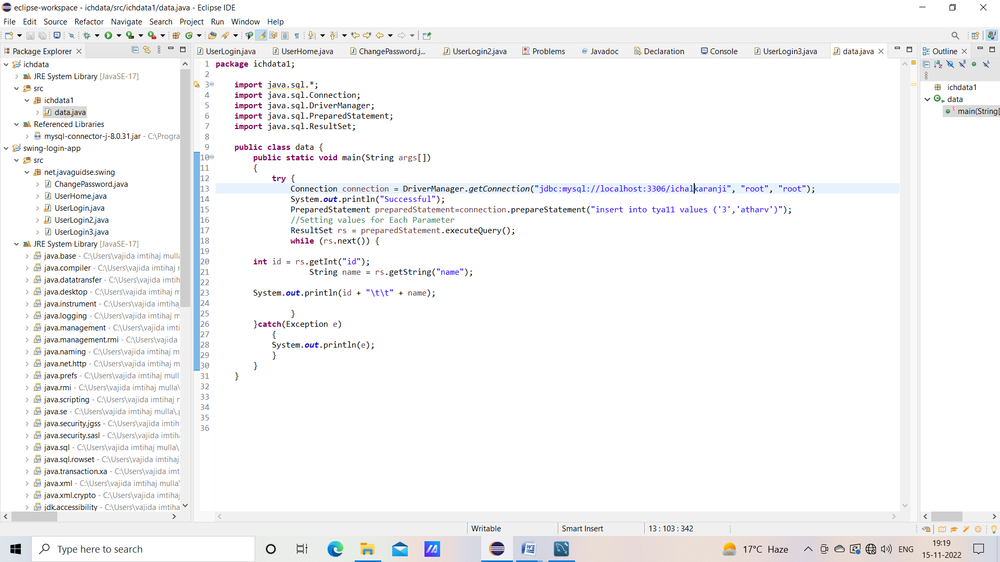 eclipse-workspace - ichdata/src/ichdata1/data.java - Eclipse IDE
File Edit Source Refactor Navigate Search Project Run Window Help
Package Explorer
UserLogin.java UserHome.java ChangePassword.j... UserLogin2.java Problems @ Javadoc Declaration Console UserLogin3.java data.java
Outline
ichdata
JRE System Library [JavaSE-17]
src
ichdata1
data.java
Referenced Libraries
mysql-connector-j-8.0.31.jar - C:\Progra
swing-login-app
src
net.javaguidse.swing
ChangePassword.java
UserHome.java
UserLogin.java
UserLogin2.java
UserLogin3.java
JRE System Library [JavaSE-17]
java.base - C:\Users\vajida imtihaj mulla
java.compiler - C:\Users\vajida imtihaj
java.datatransfer - C:\Users\vajida imtih
java.desktop - C:\Users\vajida imtihaj m
java.instrument - C:\Users\vajida imtiha
java.logging - C:\Users\vajida imtihaj m
java.management - C:\Users\vajida imti
java.management.rmi - C:\Users\vajida
java.naming - C:\Users\vajida imtihaj m
java.net.http - C:\Users\vajida imtihaj m
java.prefs - C:\Users\vajida imtihaj mull
java.rmi - C:\Users\vajida imtihaj mulla\
java.scripting - C:\Users\vajida imtihaj
java.se - C:\Users\vajida imtihaj mulla\.
java.security.jgss - C:\Users\vajida imtih
java.security.sasl - C:\Users\vajida imtiha
java.sql - C:\Users\vajida imtihaj mulla\
java.sql.rowset - C:\Users\vajida imtihaj
java.transaction.xa - C:\Users\vajida imt
java.xml - C:\Users\vajida imtihaj mulla\
java.xml.crypto - C:\Users\vajida imtihaj
jdk.accessibility - C:\Users\vajida imtiha
1 package ichdata1;
2
3 import java.sql.*;
4 import java.sql.Connection;
5 import java.sql.DriverManager;
6 import java.sql.PreparedStatement;
7 import java.sql.ResultSet;
8
9 public class data {
10 public static void main(String args[])
11 {
12 try {
13 Connection connection = DriverManager.getConnection("jdbc:mysql://localhost:3306/ichalkaranji", "root", "root");
14 System.out.println("Successful");
15 PreparedStatement preparedStatement=connection.prepareStatement("insert into tya11 values ('3','atharv')");
16 //Setting values for Each Parameter
17 ResultSet rs = preparedStatement.executeQuery();
18 while (rs.next()) {
19
20 int id = rs.getInt("id");
21 String name = rs.getString("name");
22
23 System.out.println(id + "\t\t" + name);
24
25 }
26 }catch(Exception e)
27 {
28 System.out.println(e);
29 }
30 }
31 }
32
33
34
35
36
ichdata1
data
main(String[
Writable Smart Insert 13 : 103 : 342
Type here to search
17°C Haze
ENG
19:19
15-11-2022